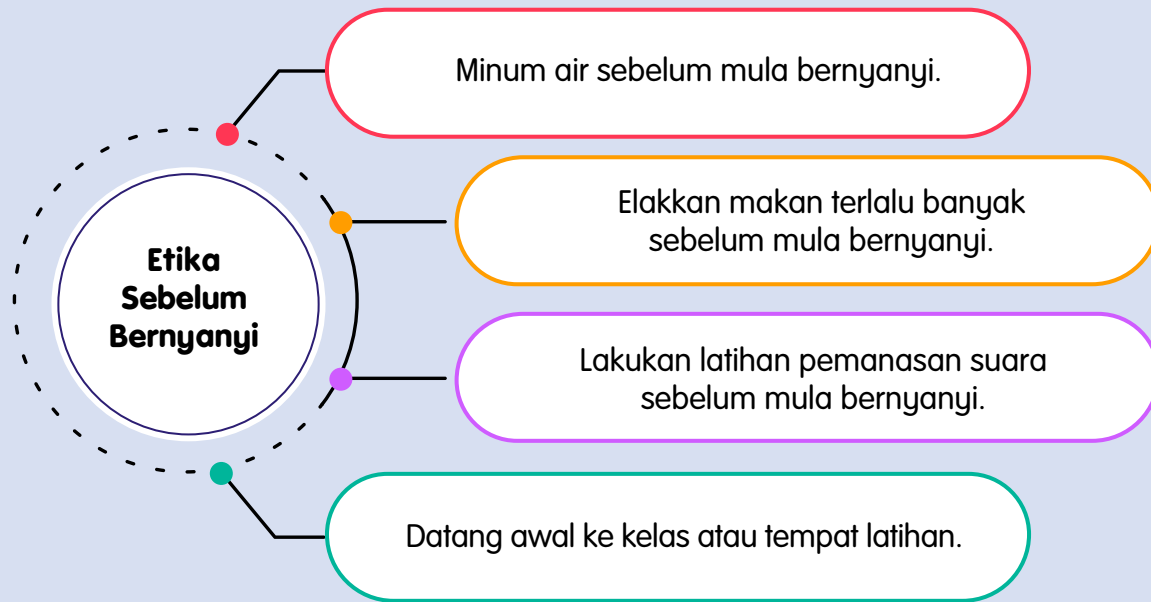 Minum air sebelum mula bernyanyi.
Elakkan makan terlalu banyak
sebelum mula bernyanyi.
Etika
Sebelum
Bernyanyi
Lakukan latihan pemanasan suara
sebelum mula bernyanyi.
Datang awal ke kelas atau tempat latihan.